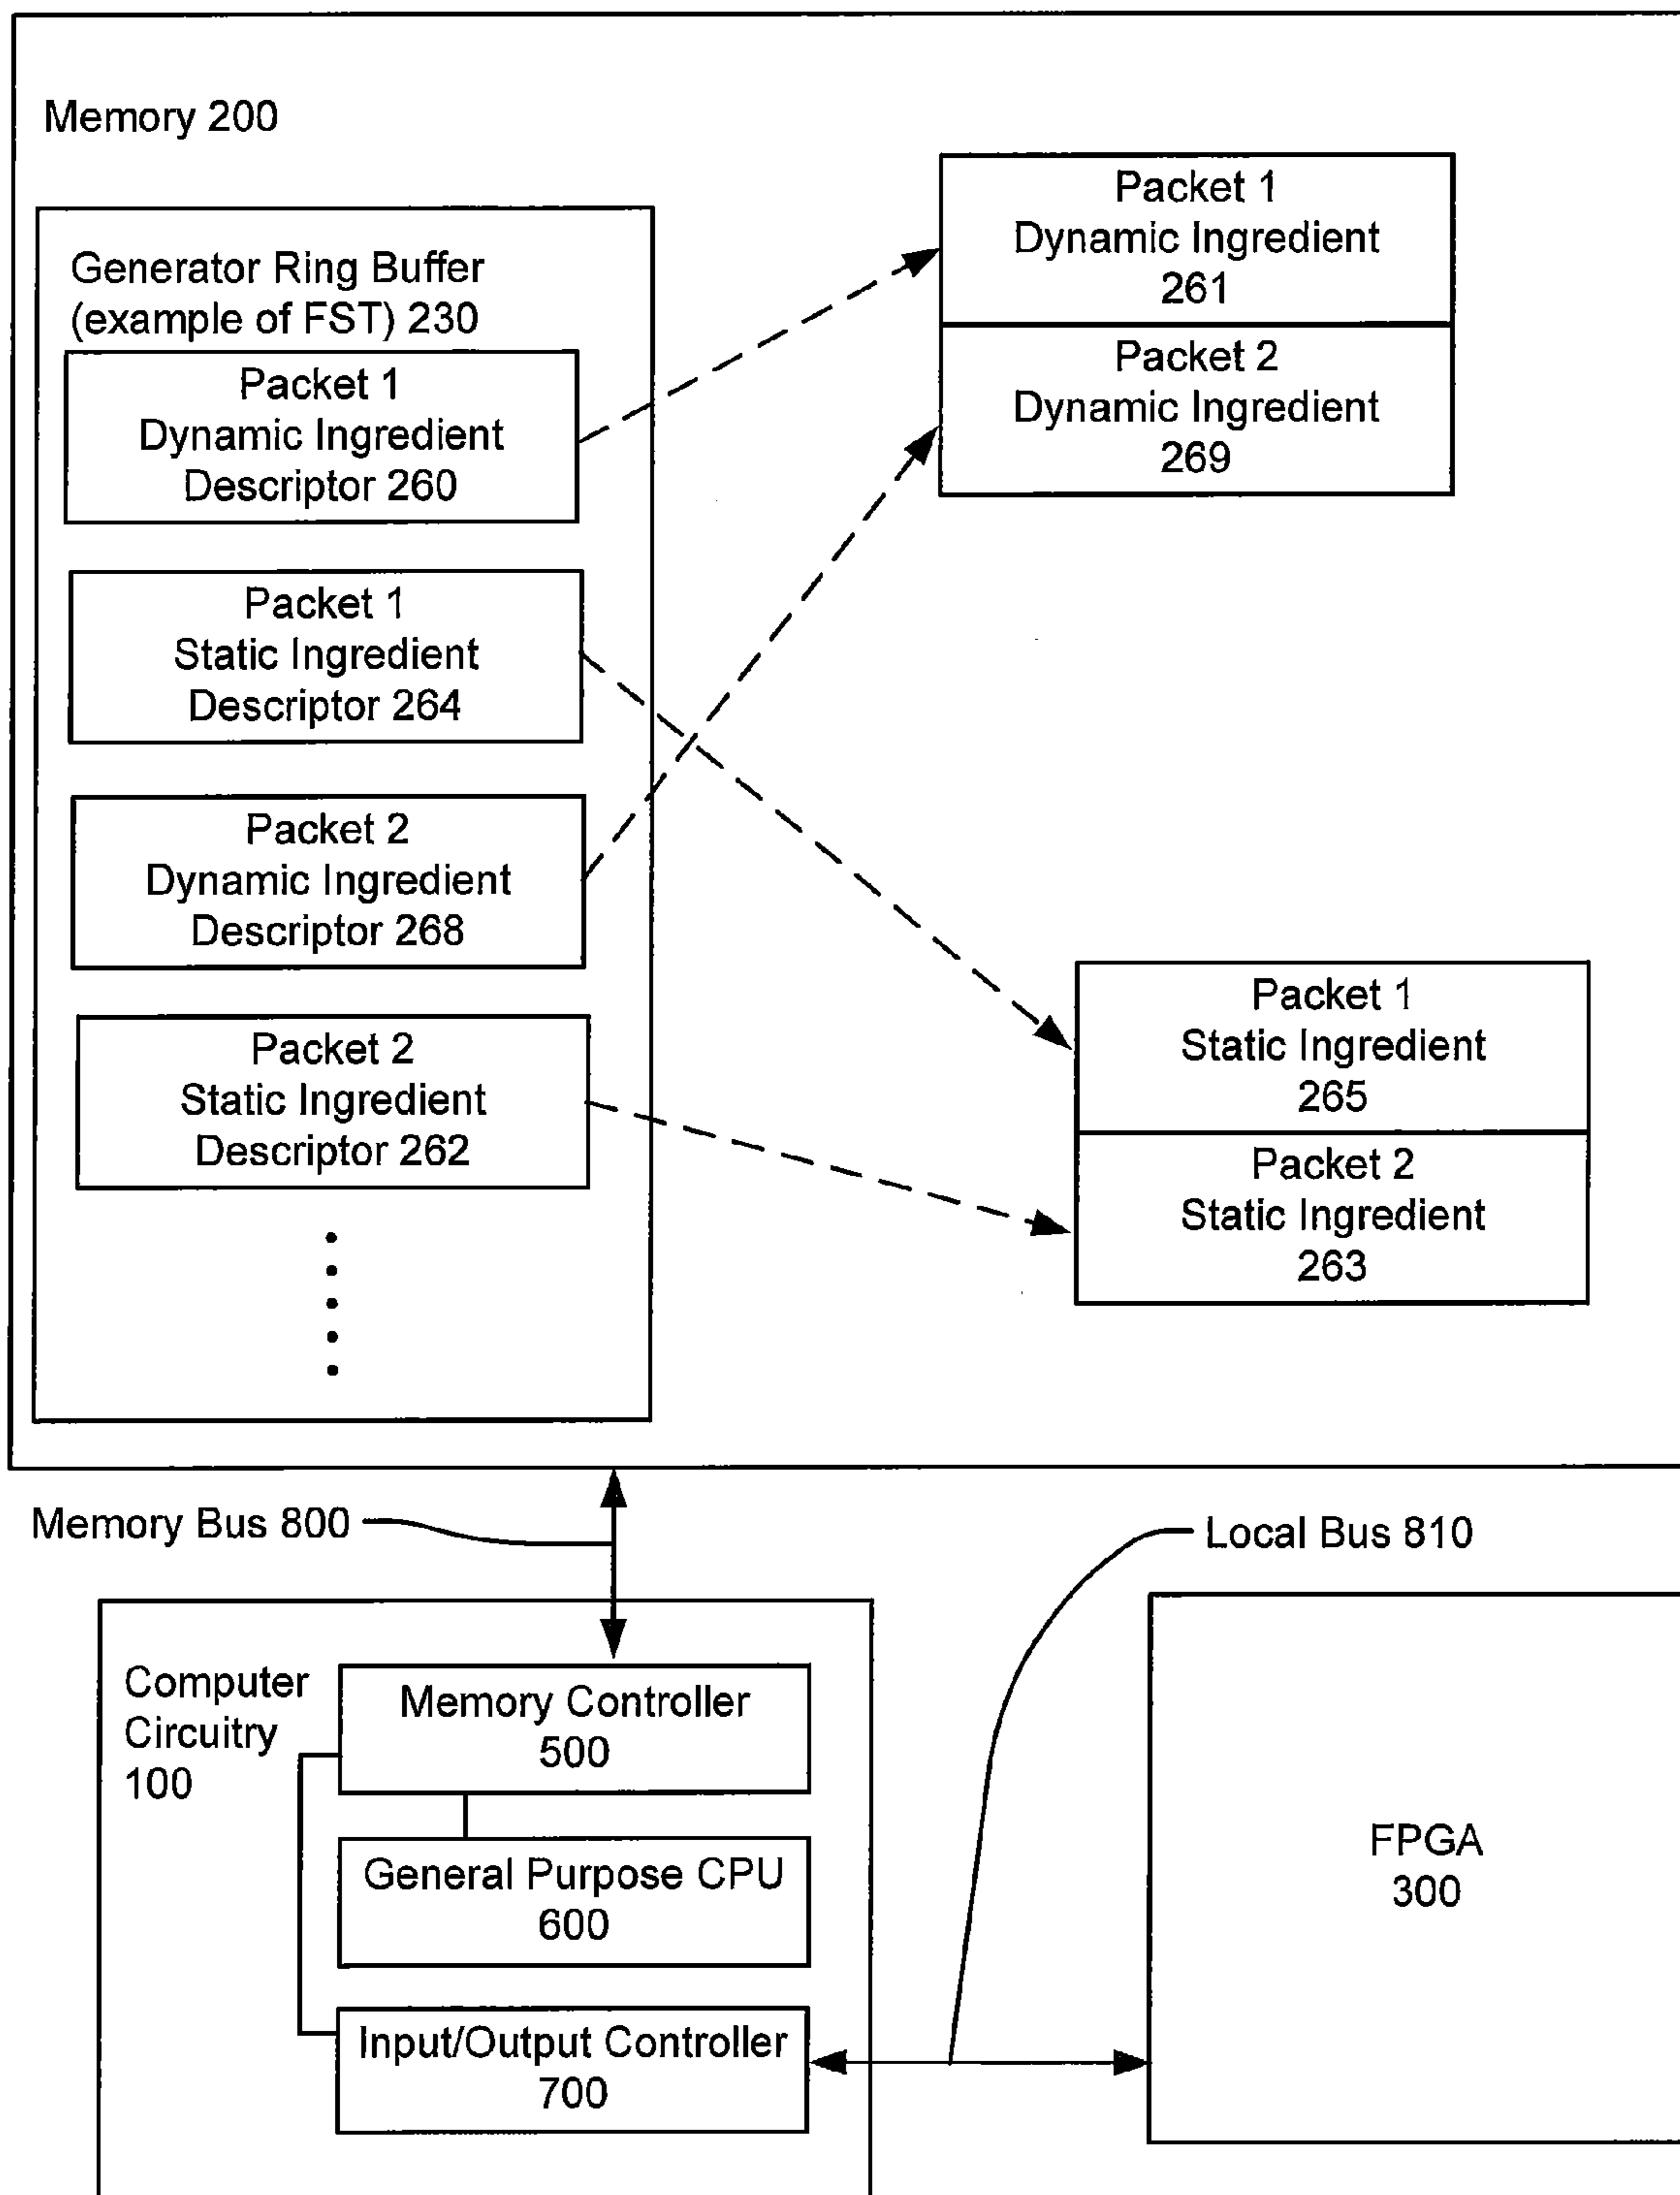 Memory 200
Generator Ring Buffer
(example of FST) 230
Packet 1
Dynamic Ingredient
Descriptor 260
Packet 1
Static Ingredient
Descriptor 264
Packet 2
Dynamic Ingredient
Descriptor 268
Packet 2
Static Ingredient
Descriptor 262
Packet 1
Dynamic Ingredient
261
Packet 2
Dynamic Ingredient
269
Packet 1
Static Ingredient
265
Packet 2
Static Ingredient
263
Memory Bus 800
Local Bus 810
Computer
Circuitry
100
Memory Controller
500
General Purpose CPU
600
Input/Output Controller
700
FPGA
300